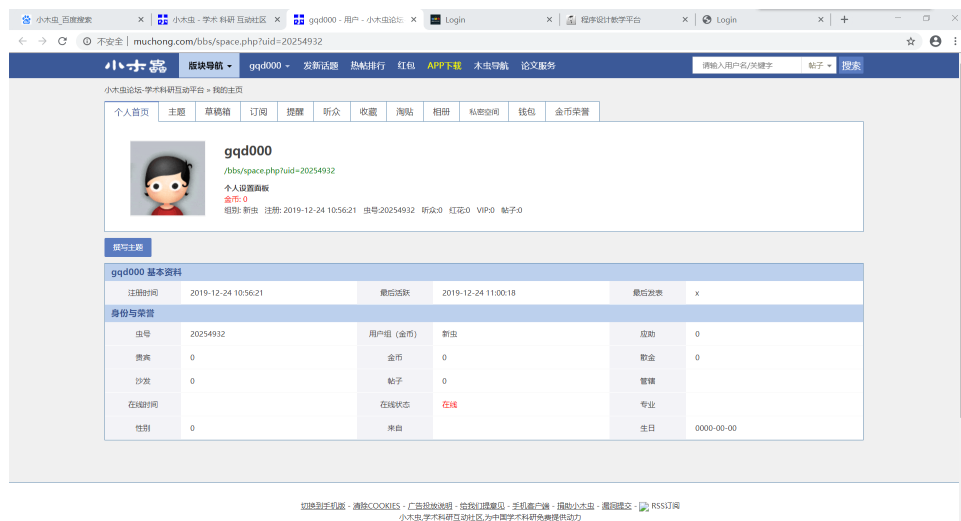 小木虫_百度搜索 × 小木虫 - 学术 科研 互动社区 × gqd000 - 用户 - 小木虫论坛 × Login × 程序设计教学平台 × Login × +
不安全 | muchong.com/bbs/space.php?uid=20254932
小木虫 版块导航 gqd000 发新话题 热帖排行 红包 APP下载 木虫导航 论文服务 请输入用户名/关键字 帖子 搜索
小木虫论坛-学术科研互动平台 » 我的主页
个人首页 主题 草稿箱 订阅 提醒 听众 收藏 淘贴 相册 私密空间 钱包 金币荣誉
gqd000
/bbs/space.php?uid=20254932
个人设置面板
金币: 0
组别: 新虫 注册: 2019-12-24 10:56:21 虫号:20254932 听众:0 红花:0 VIP:0 帖子:0
撰写主题
gqd000 基本资料
注册时间 2019-12-24 10:56:21 最后活跃 2019-12-24 11:00:18 最后发表 x
身份与荣誉
虫号 20254932 用户组 (金币) 新虫 应助 0
贵宾 0 金币 0 散金 0
沙发 0 帖子 0 管辖
在线时间 在线状态 在线 专业
性别 0 来自 生日 0000-00-00
切换到手机版 - 清除COOKIES - 广告投放说明 - 给我们提意见 - 手机客户端 - 捐助小木虫 - 漏洞提交 - RSS订阅
小木虫,学术科研互动社区,为中国学术科研免费提供动力